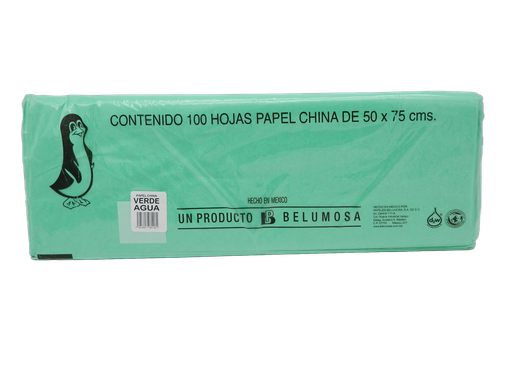 CONTENIDO 100 HOJAS PAPEL CHINA DE 50 x 75 cms.
PAPEL CHINA
VERDE
AGUA
HECHO EN MEXICO
UN PRODUCTO B BELUMOSA